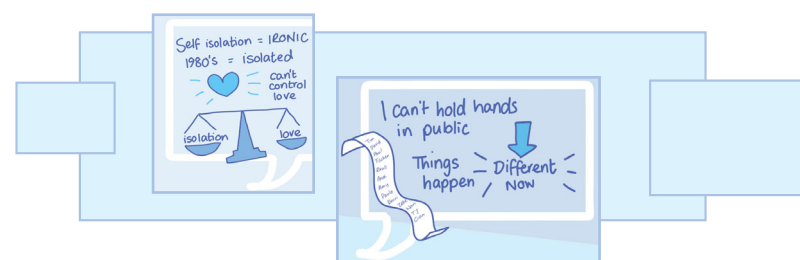 Self isolation = IRONIC
1980's = isolated
can't
control
love
isolation
love
I can't hold hands
in public
Things
happen
Different
Now